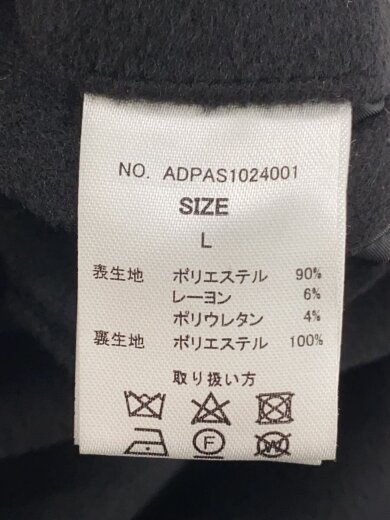 NO. ADPAS1024001
SIZE
L
表生地 ポリエステル 90%
レーヨン 6%
ポリウレタン 4%
裏生地 ポリエステル 100%
取り扱い方
F W